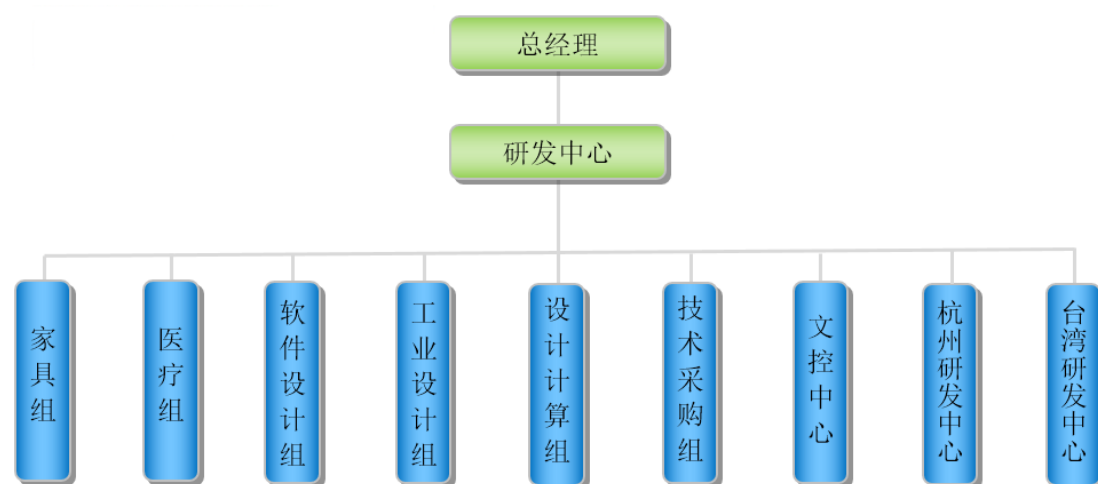 总经理
研发中心
家具组
医疗组
软件设计组
工业设计组
设计计算组
技术采购组
文控中心
杭州研发中心
台湾研发中心